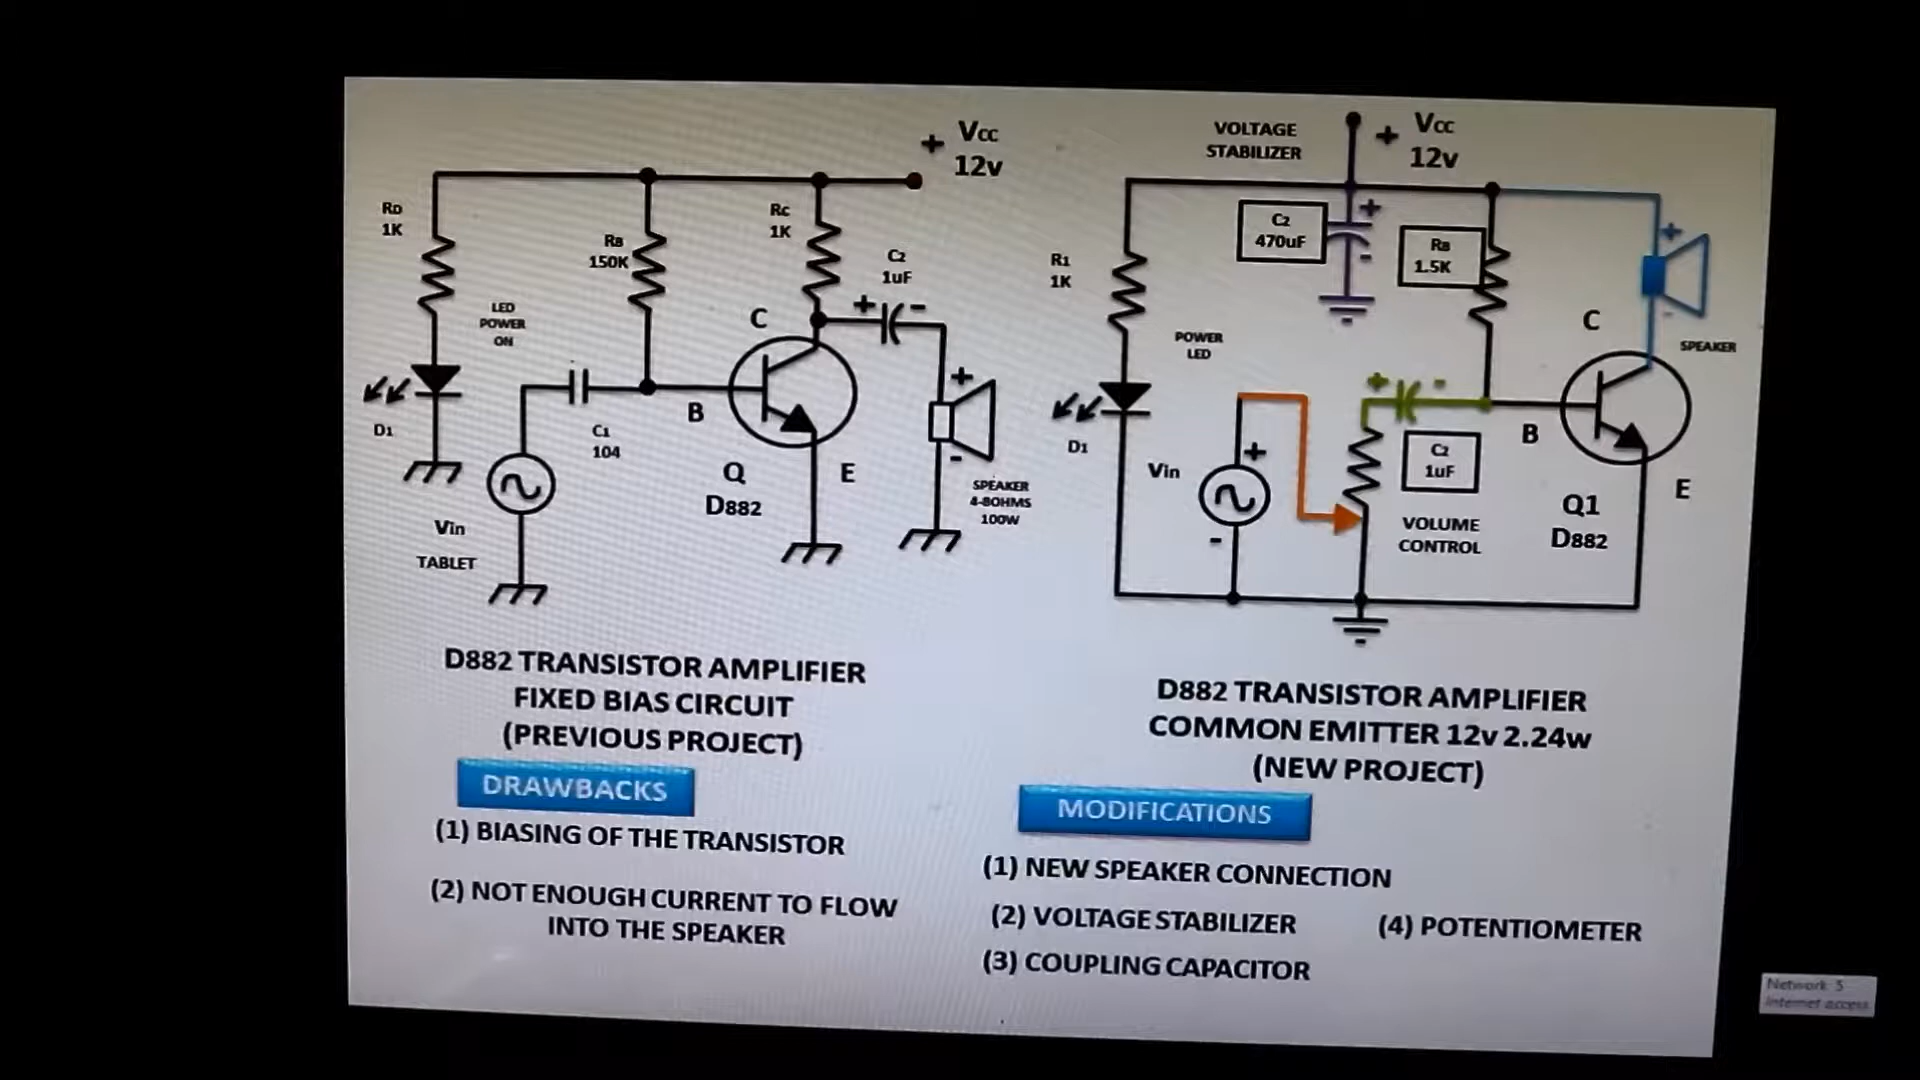 + Vcc
12v
RD
1K
RB
150K
RC
1K
C2
1uF
+ -
LED
POWER
ON
C
D1
C1
104
B
Q
D882
E
+
-
SPEAKER
4-8OHMS
100W
Vin
TABLET
D882 TRANSISTOR AMPLIFIER
FIXED BIAS CIRCUIT
(PREVIOUS PROJECT)
DRAWBACKS
(1) BIASING OF THE TRANSISTOR
(2) NOT ENOUGH CURRENT TO FLOW
INTO THE SPEAKER
VOLTAGE
STABILIZER
+ Vcc
12v
C2
470uF
+
-
RB
1.5K
R1
1K
+
-
SPEAKER
POWER
LED
C
D1
+ -
C2
1uF
B
Vin
+
-
VOLUME
CONTROL
Q1
D882
E
D882 TRANSISTOR AMPLIFIER
COMMON EMITTER 12v 2.24w
(NEW PROJECT)
MODIFICATIONS
(1) NEW SPEAKER CONNECTION
(2) VOLTAGE STABILIZER
(4) POTENTIOMETER
(3) COUPLING CAPACITOR
Network 5
Internet access